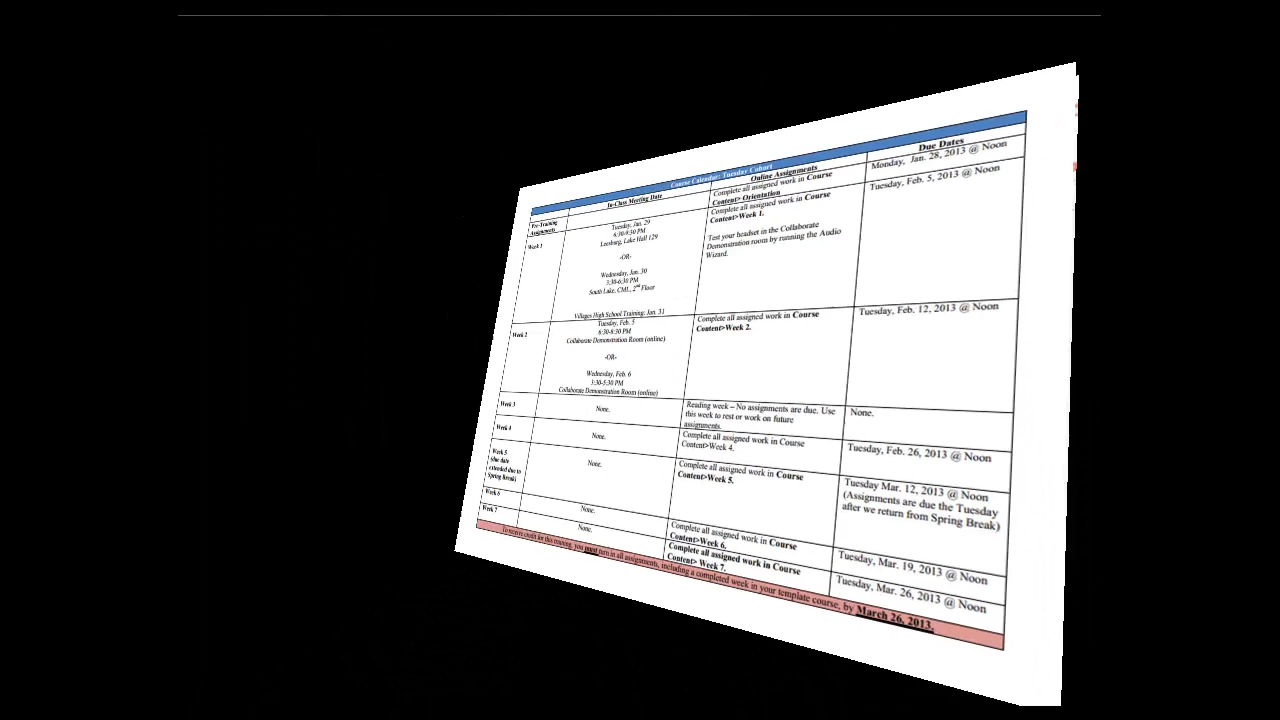 Course Calendar: Tuesday Cohort
In-Class Meeting Date
Online Assignments
Due Dates
Pre-Training
Assignments
Complete all assigned work in Course
Content> Orientation
Monday, Jan. 28, 2013 @ Noon
Week 1
Tuesday, Jan. 29
6:30-9:30 PM
Leesburg, Lake Hall 129
-OR-
Wednesday, Jan. 30
3:30-6:30 PM
South Lake, CML, 2nd Floor
Villages High School Training: Jan. 31
Complete all assigned work in Course
Content>Week 1.
Test your headset in the Collaborate
Demonstration room by running the Audio
Wizard.
Tuesday, Feb. 5, 2013 @ Noon
Week 2
Tuesday, Feb. 5
6:30-8:30 PM
Collaborate Demonstration Room (online)
-OR-
Wednesday, Feb. 6
3:30-5:30 PM
Collaborate Demonstration Room (online)
Complete all assigned work in Course
Content>Week 2.
Tuesday, Feb. 12, 2013 @ Noon
Week 3
None.
Reading week – No assignments are due. Use
this week to rest or work on future
assignments.
None.
Week 4
None.
Complete all assigned work in Course
Content>Week 4.
Tuesday, Feb. 26, 2013 @ Noon
Week 5
(due date
extended due to
Spring Break)
None.
Complete all assigned work in Course
Content>Week 5.
Tuesday Mar. 12, 2013 @ Noon
(Assignments are due the Tuesday
after we return from Spring Break)
Week 6
None.
Complete all assigned work in Course
Content>Week 6.
Tuesday, Mar. 19, 2013 @ Noon
Week 7
None.
Complete all assigned work in Course
Content> Week 7.
Tuesday, Mar. 26, 2013 @ Noon
To receive credit for this training, you must turn in all assignments, including a completed week in your template course, by March 26, 2013.